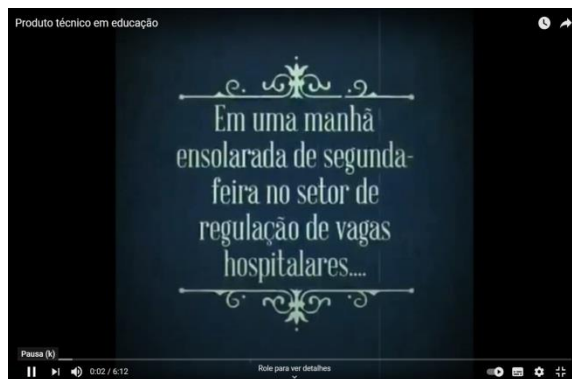 Produto técnico em educação
Em uma manhã
ensolarada de segunda-
feira no setor de
regulação de vagas
hospitalares....
Pausa (k)
0:02 / 6:12
Role para ver detalhes